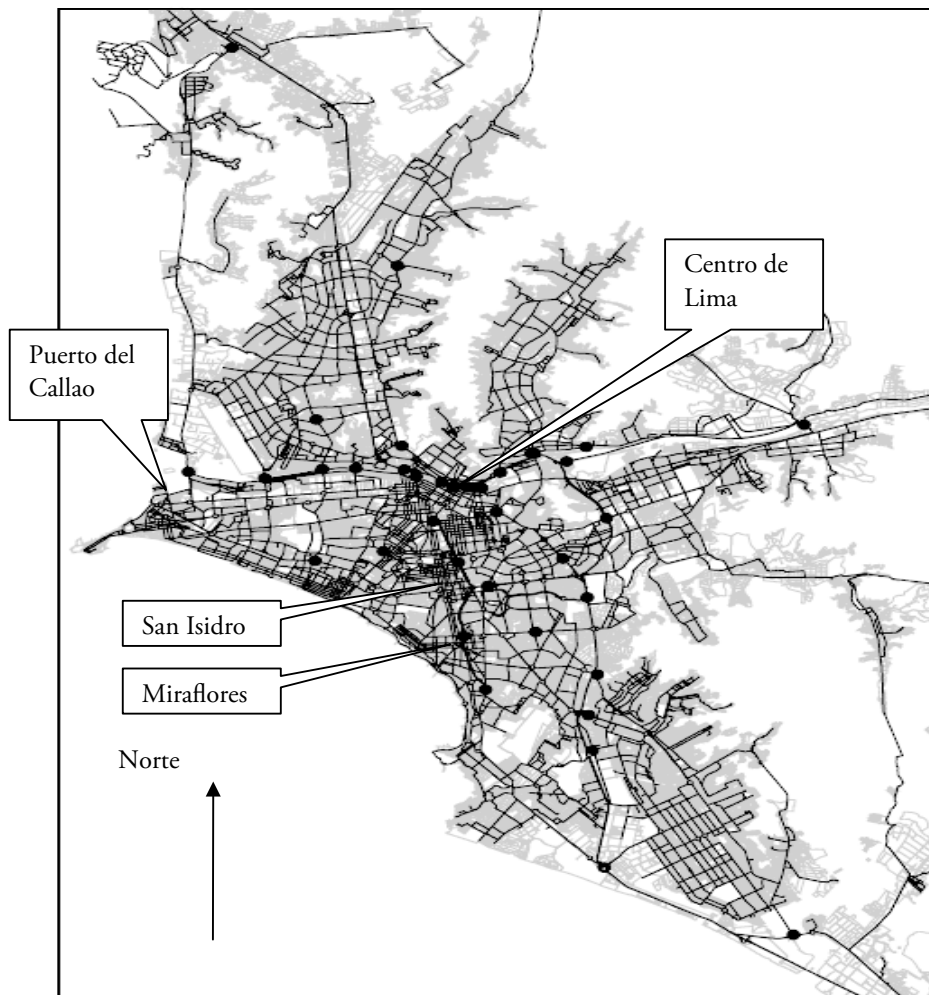 Centro de
Lima
Puerto del
Callao
San Isidro
Miraflores
Norte